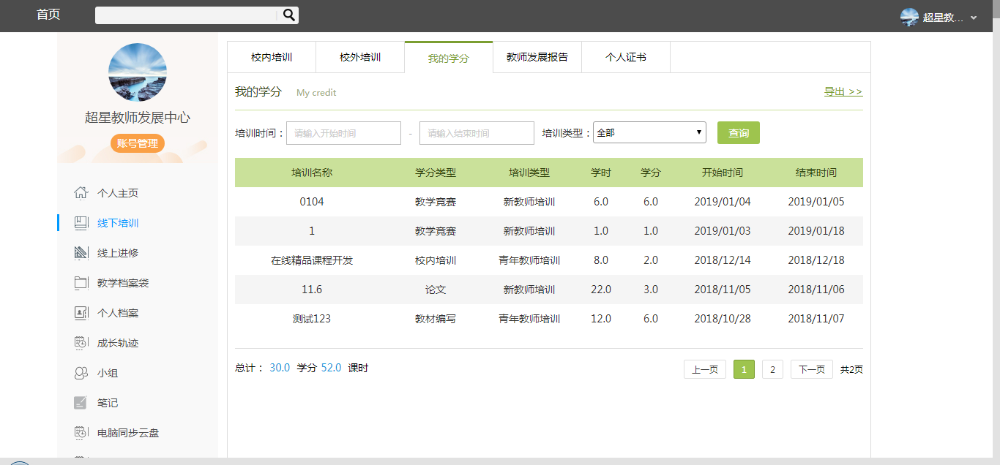 首页
超星教...
超星教师发展中心
账号管理
个人主页
线下培训
线上进修
教学档案袋
个人档案
成长轨迹
小组
笔记
电脑同步云盘
校内培训 校外培训 我的学分 教师发展报告 个人证书
我的学分 My credit 导出 >>
培训时间： 请输入开始时间 - 请输入结束时间 培训类型： 全部 查询
培训名称 学分类型 培训类型 学时 学分 开始时间 结束时间
0104 教学竟赛 新教师培训 6.0 6.0 2019/01/04 2019/01/05
1 教学竟赛 新教师培训 1.0 1.0 2019/01/03 2019/01/18
在线精品课程开发 校内培训 青年教师培训 8.0 2.0 2018/12/14 2018/12/18
11.6 论文 新教师培训 22.0 3.0 2018/11/05 2018/11/06
测试123 教材编写 青年教师培训 12.0 6.0 2018/10/28 2018/11/07
总计： 30.0 学分 52.0 课时
上一页 1 2 下一页 共2页